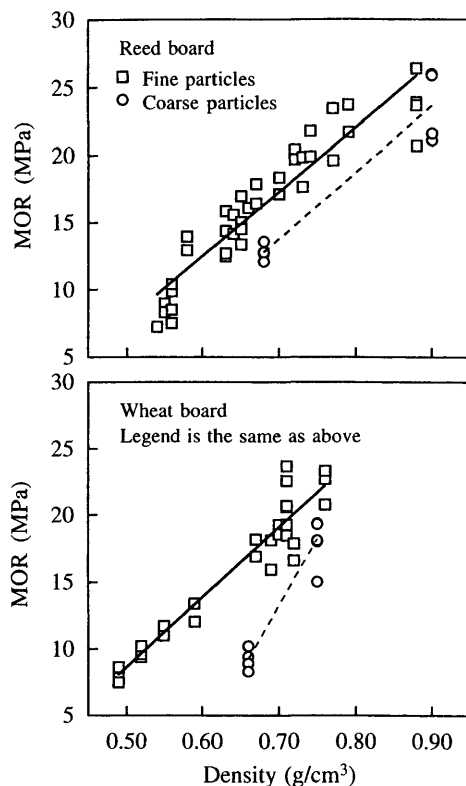 30
Reed board
Fine particles
25
Coarse particles
20
MOR (MPa)
15
10
5
30
Wheat board
Legend is the same as above
25
20
MOR (MPa)
15
10
5
0.50 0.60 0.70 0.80 0.90
Density (g/cm³)